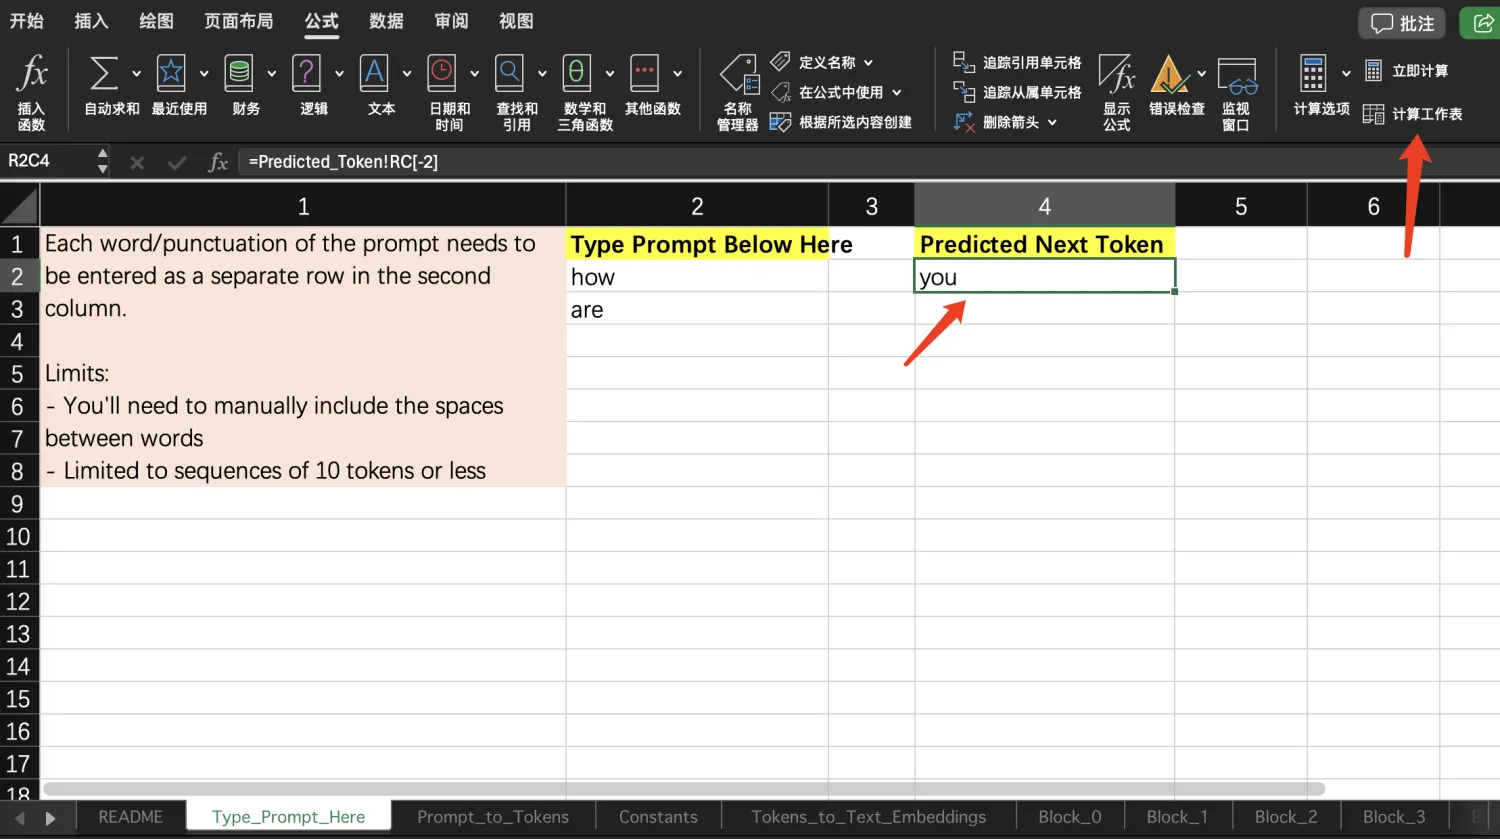 开始 插入 绘图 页面布局 公式 数据 审阅 视图 批注
插入函数 自动求和 最近使用 财务 逻辑 文本 日期和时间 查找和引用 数学和三角函数 其他函数
名称管理器 定义名称 在公式中使用 根据所选内容创建
追踪引用单元格 追踪从属单元格 删除箭头 显示公式 错误检查 监视窗口
计算选项 立即计算 计算工作表
R2C4 fx =Predicted_Token!RC[-2]
1 2 3 4 5 6
1 Each word/punctuation of the prompt needs to Type Prompt Below Here Predicted Next Token
2 be entered as a separate row in the second how you
3 column. are
4
5 Limits:
6 - You'll need to manually include the spaces
7 between words
8 - Limited to sequences of 10 tokens or less
9
10
11
12
13
14
15
16
17
18
README Type_Prompt_Here Prompt_to_Tokens Constants Tokens_to_Text_Embeddings Block_0 Block_1 Block_2 Block_3